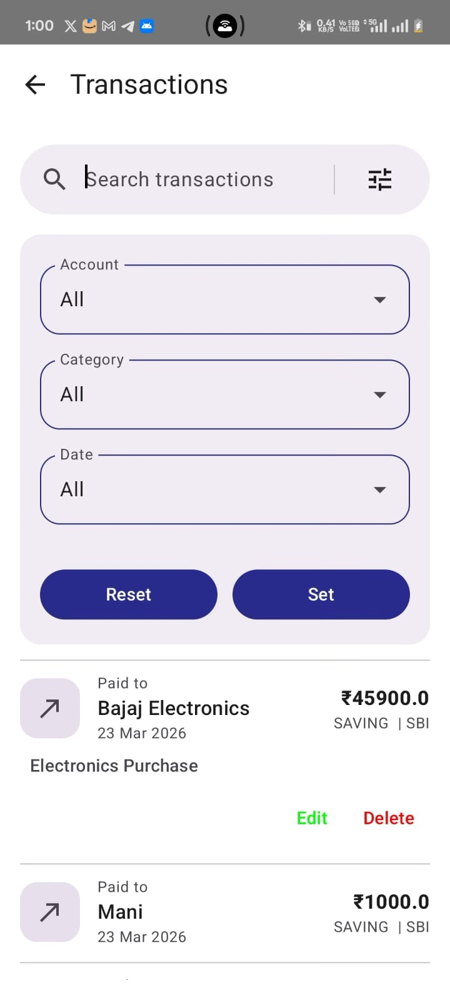 1:00
0.41 KB/S Vo 5GD VoLTED 5G
Transactions
Search transactions
Account
All
Category
All
Date
All
Reset Set
Paid to
Bajaj Electronics
23 Mar 2026
₹45900.0
SAVING | SBI
Electronics Purchase
Edit Delete
Paid to
Mani
23 Mar 2026
₹1000.0
SAVING | SBI